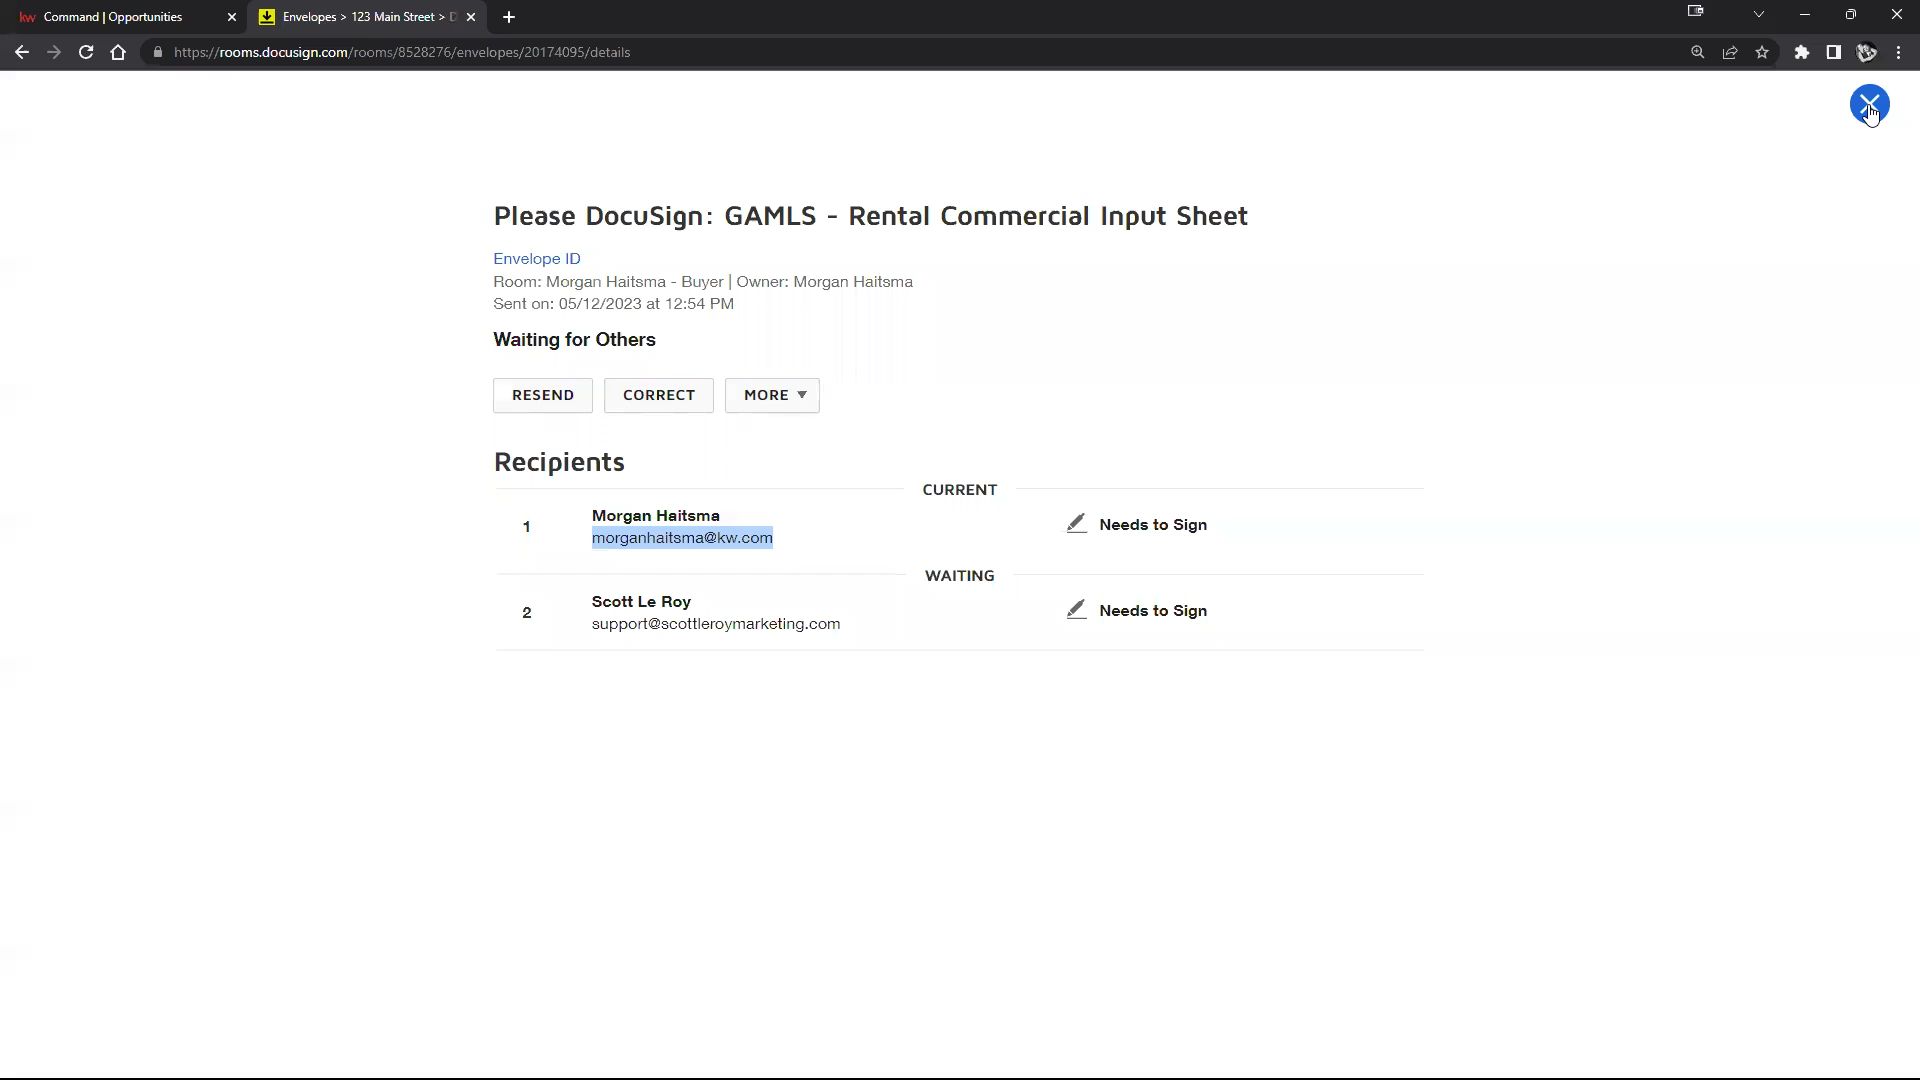 kw Command | Opportunities
Envelopes > 123 Main Street > D
https://rooms.docusign.com/rooms/8528276/envelopes/20174095/details
Please DocuSign: GAMLS - Rental Commercial Input Sheet
Envelope ID
Room: Morgan Haitsma - Buyer | Owner: Morgan Haitsma
Sent on: 05/12/2023 at 12:54 PM
Waiting for Others
RESEND CORRECT MORE
Recipients
CURRENT
1 Morgan Haitsma Needs to Sign
morganhaitsma@kw.com
WAITING
2 Scott Le Roy Needs to Sign
support@scottleroymarketing.com